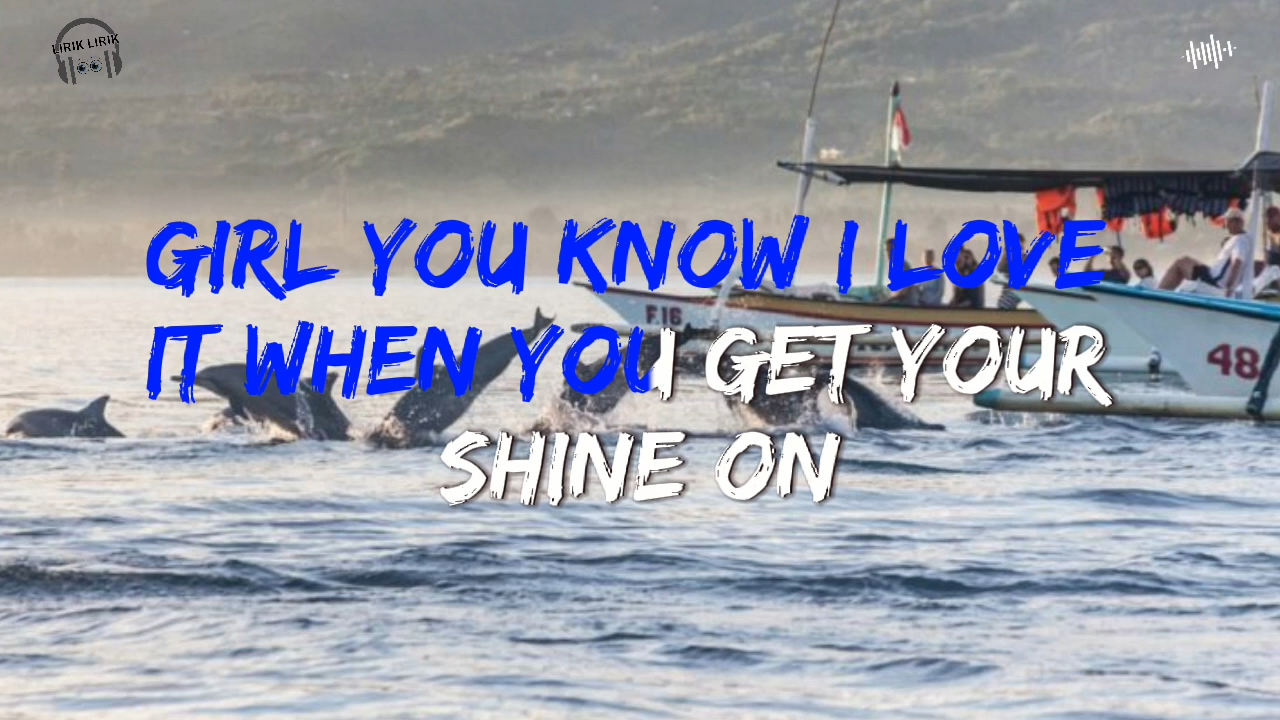 LIRIK LIRIK
GIRL YOU KNOW I LOVE
IT WHEN YOU GET YOUR
SHINE ON
F.16
48